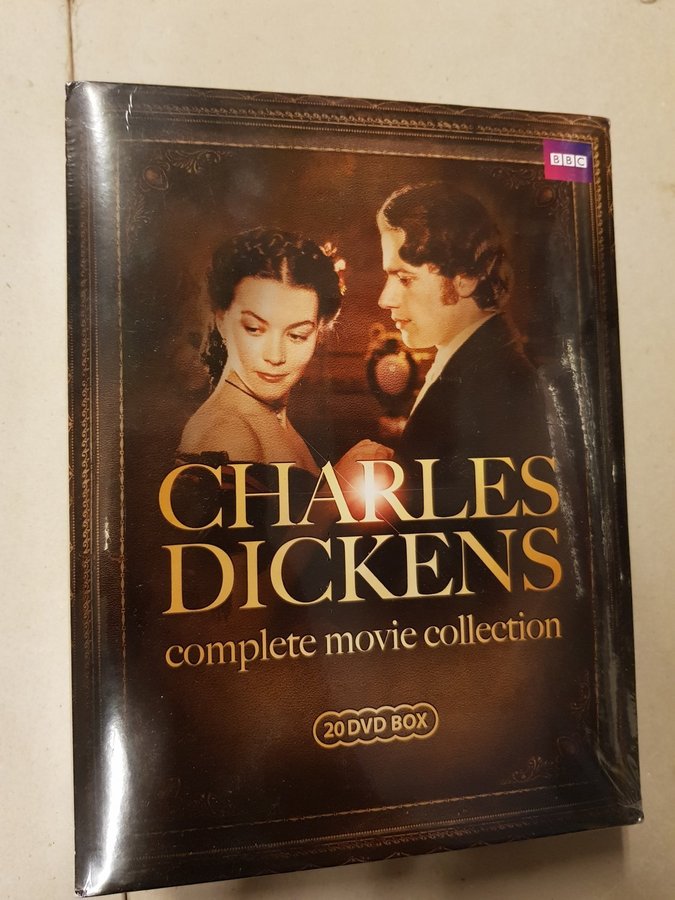 BBC
CHARLES
DICKENS
complete movie collection
20 DVD BOX